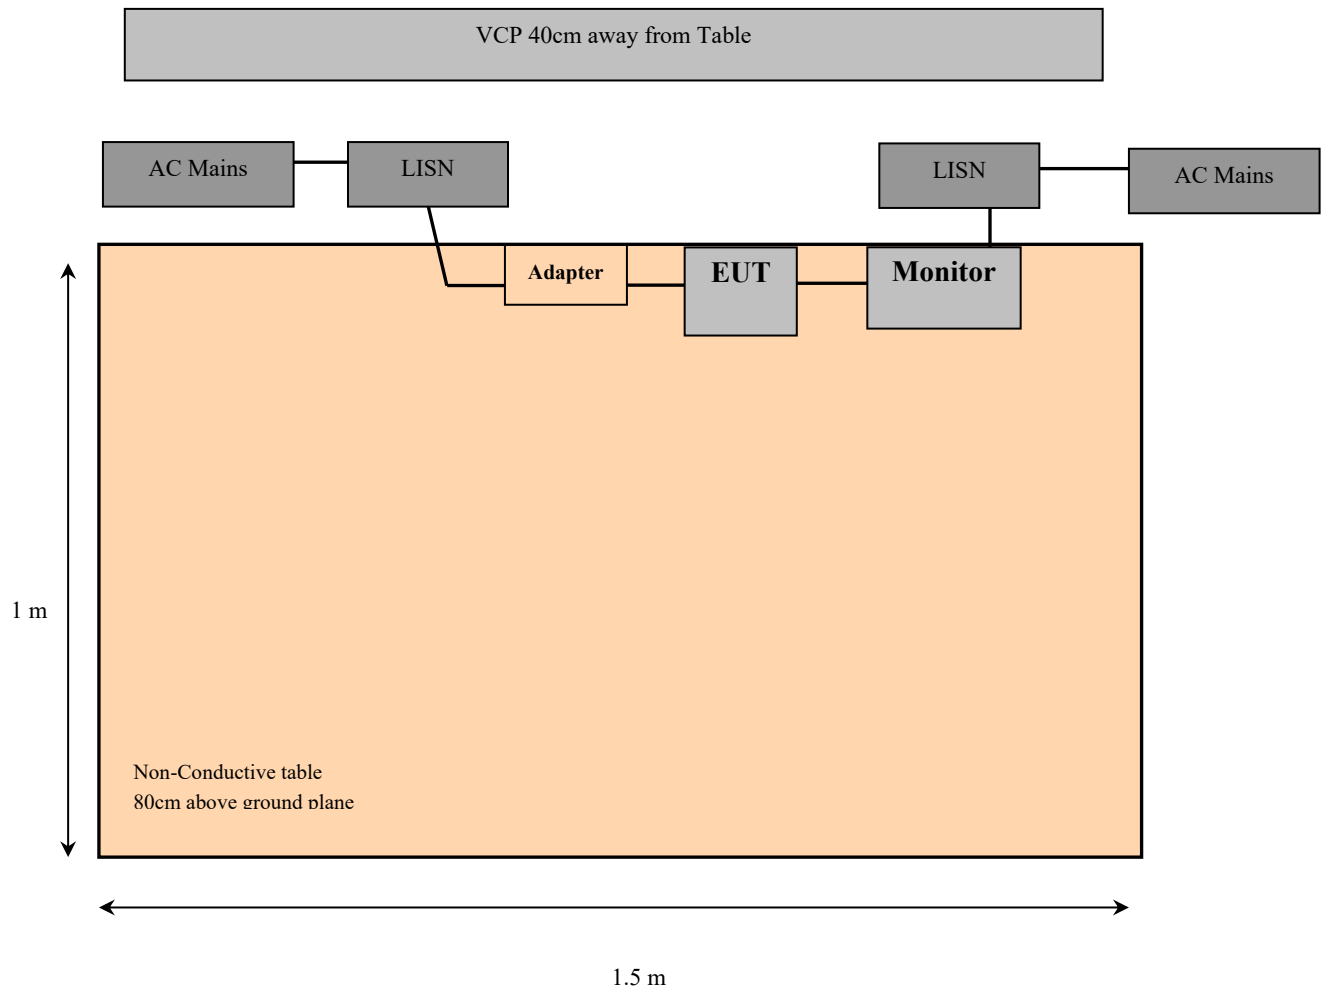 VCP 40cm away from Table
AC Mains
LISN
LISN
AC Mains
Adapter
EUT
Monitor
1 m
Non-Conductive table
80cm above ground plane
1.5 m